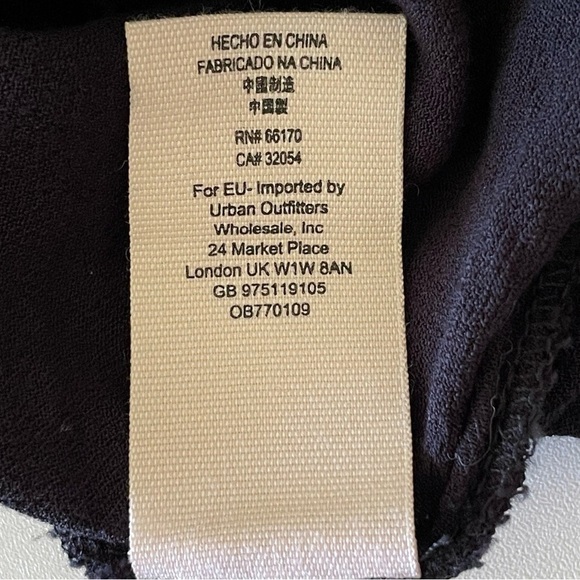 HECHO EN CHINA
FABRICADO NA CHINA
中國制造
中国製
RN# 66170
CA# 32054
For EU- Imported by
Urban Outfitters
Wholesale, Inc
24 Market Place
London UK W1W 8AN
GB 975119105
OB770109